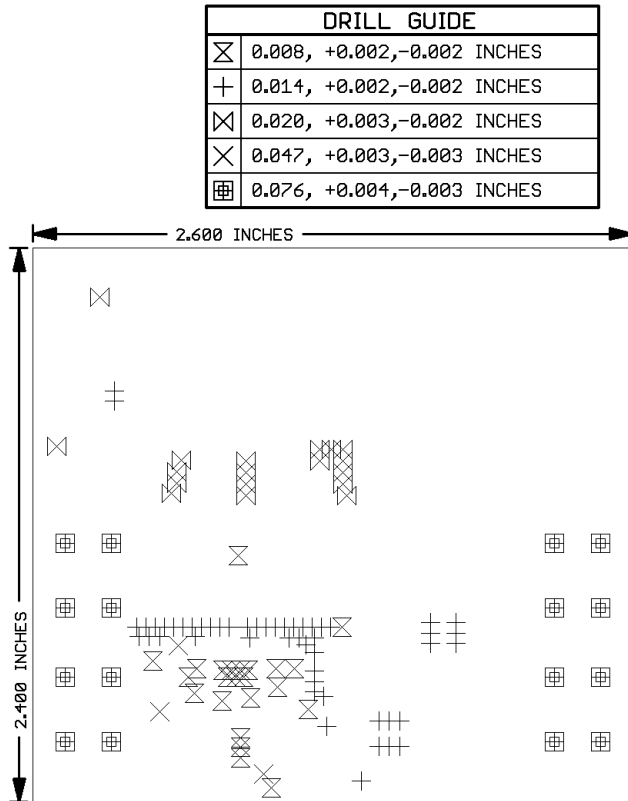 DRILL GUIDE
0.008, +0.002,-0.002 INCHES
0.014, +0.002,-0.002 INCHES
0.020, +0.003,-0.002 INCHES
0.047, +0.003,-0.003 INCHES
0.076, +0.004,-0.003 INCHES
2.600 INCHES
2.400 INCHES